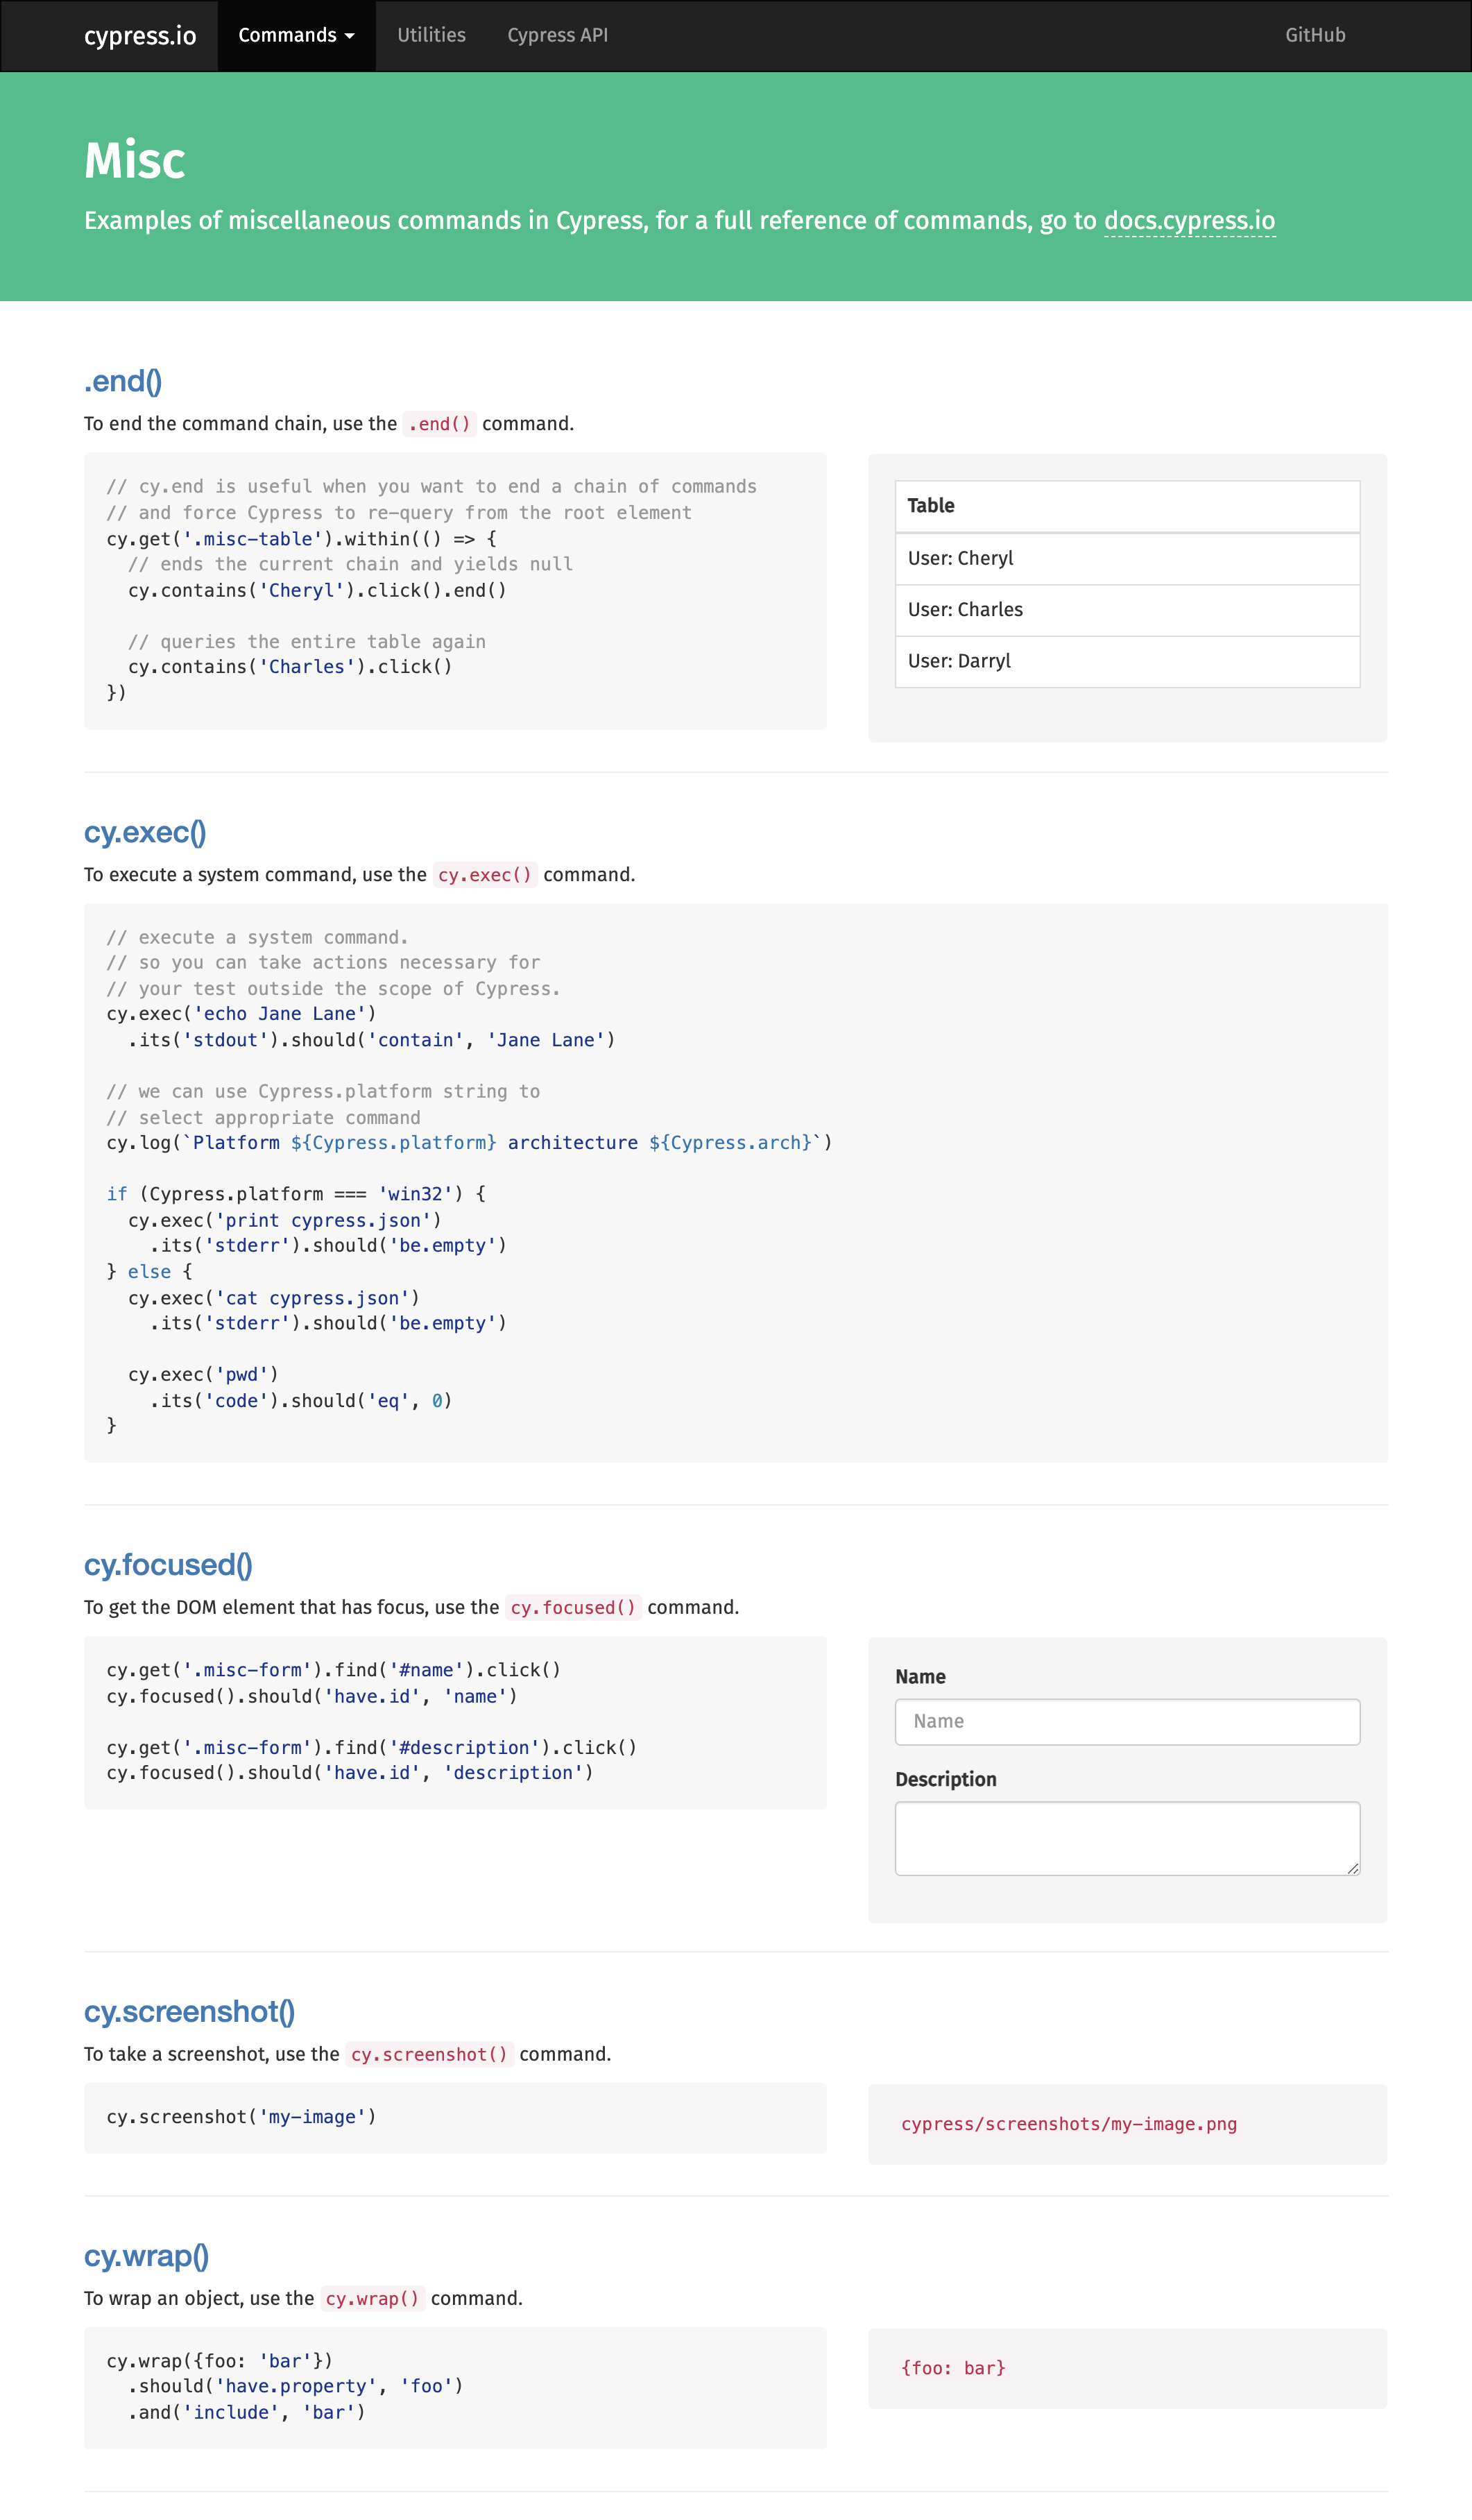 cypress.io Commands Utilities Cypress API GitHub
Misc
Examples of miscellaneous commands in Cypress, for a full reference of commands, go to docs.cypress.io
.end()
To end the command chain, use the .end() command.
// cy.end is useful when you want to end a chain of commands
// and force Cypress to re-query from the root element
cy.get('.misc-table').within(() => {
  // ends the current chain and yields null
  cy.contains('Cheryl').click().end()

  // queries the entire table again
  cy.contains('Charles').click()
})
Table
User: Cheryl
User: Charles
User: Darryl
cy.exec()
To execute a system command, use the cy.exec() command.
// execute a system command.
// so you can take actions necessary for
// your test outside the scope of Cypress.
cy.exec('echo Jane Lane')
  .its('stdout').should('contain', 'Jane Lane')

// we can use Cypress.platform string to
// select appropriate command
cy.log(`Platform ${Cypress.platform} architecture ${Cypress.arch}`)

if (Cypress.platform === 'win32') {
  cy.exec('print cypress.json')
    .its('stderr').should('be.empty')
} else {
  cy.exec('cat cypress.json')
    .its('stderr').should('be.empty')

  cy.exec('pwd')
    .its('code').should('eq', 0)
}
cy.focused()
To get the DOM element that has focus, use the cy.focused() command.
cy.get('.misc-form').find('#name').click()
cy.focused().should('have.id', 'name')

cy.get('.misc-form').find('#description').click()
cy.focused().should('have.id', 'description')
Name
Name
Description
cy.screenshot()
To take a screenshot, use the cy.screenshot() command.
cy.screenshot('my-image')
cypress/screenshots/my-image.png
cy.wrap()
To wrap an object, use the cy.wrap() command.
cy.wrap({foo: 'bar'})
  .should('have.property', 'foo')
  .and('include', 'bar')
{foo: bar}